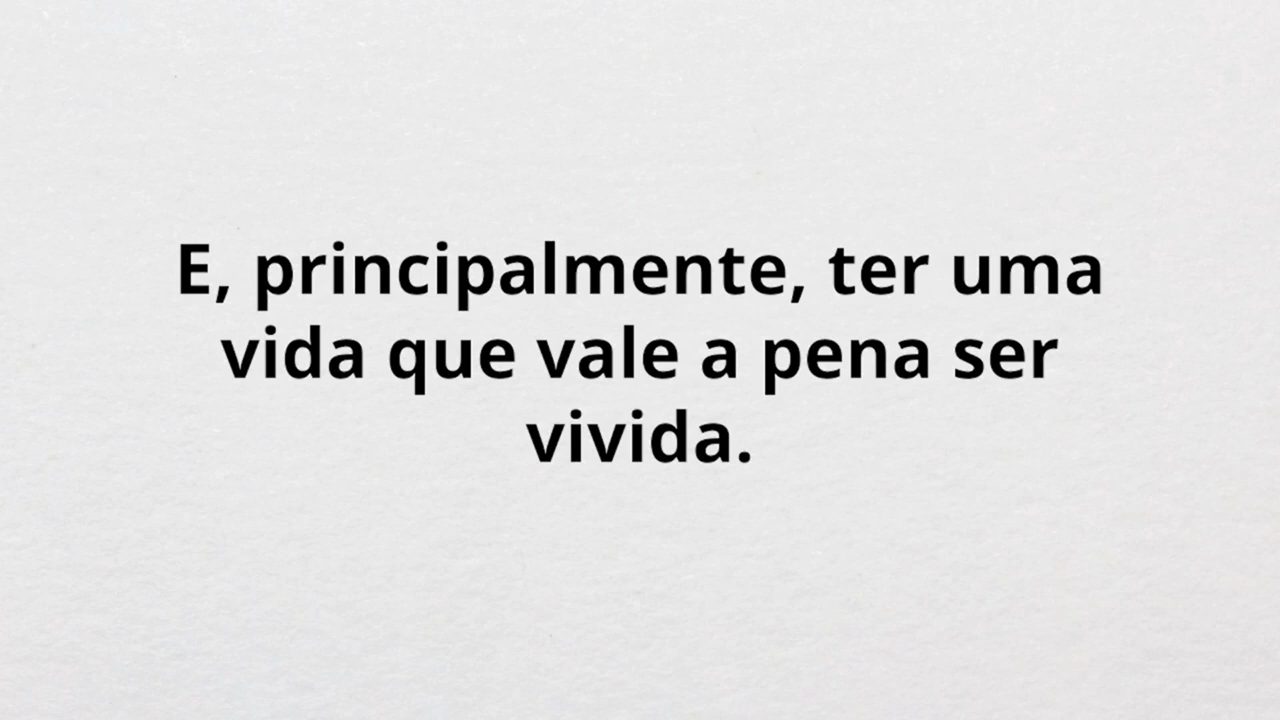 E, principalmente, ter uma
vida que vale a pena ser
vivida.